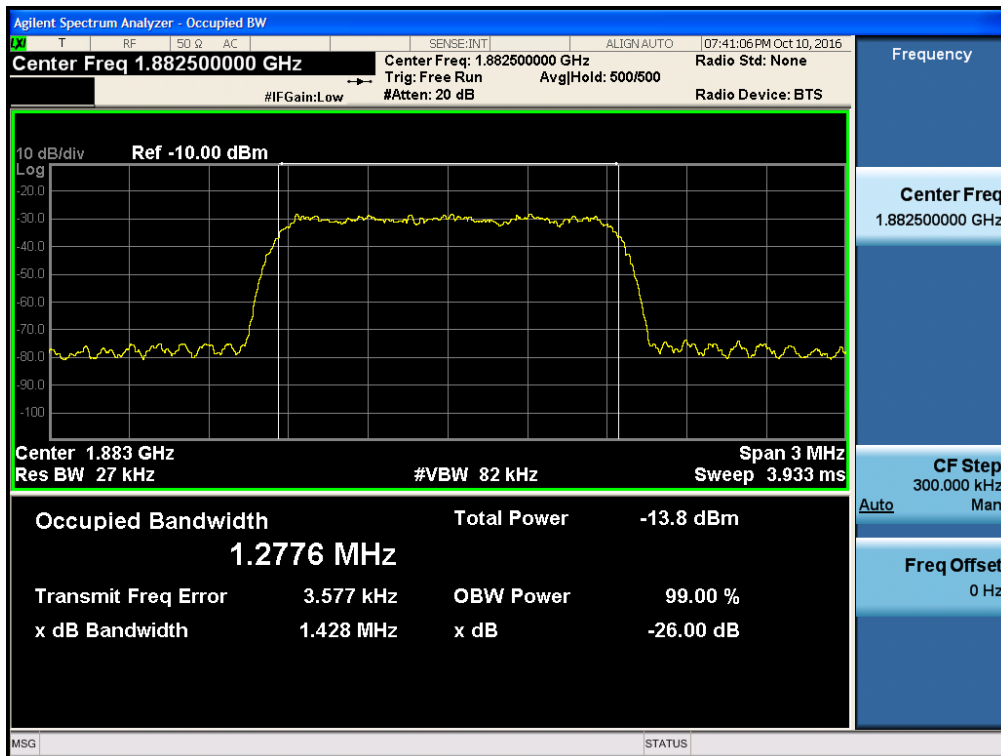 Agilent Spectrum Analyzer - Occupied BW
LXI T RF 50 Ω AC SENSE:INT ALIGN AUTO 07:41:06 PM Oct 10, 2016
Center Freq 1.882500000 GHz Center Freq: 1.882500000 GHz Radio Std: None Frequency
Trig: Free Run Avg|Hold: 500/500
#IFGain:Low #Atten: 20 dB Radio Device: BTS
10 dB/div Ref -10.00 dBm
Log
-20.0
-30.0
-40.0
-50.0
-60.0
-70.0
-80.0
-90.0
-100
Center 1.883 GHz Span 3 MHz
Res BW 27 kHz #VBW 82 kHz Sweep 3.933 ms
Occupied Bandwidth Total Power -13.8 dBm
1.2776 MHz
Transmit Freq Error 3.577 kHz OBW Power 99.00 %
x dB Bandwidth 1.428 MHz x dB -26.00 dB
Center Freq
1.882500000 GHz
CF Step
300.000 kHz
Auto Man
Freq Offset
0 Hz
MSG STATUS